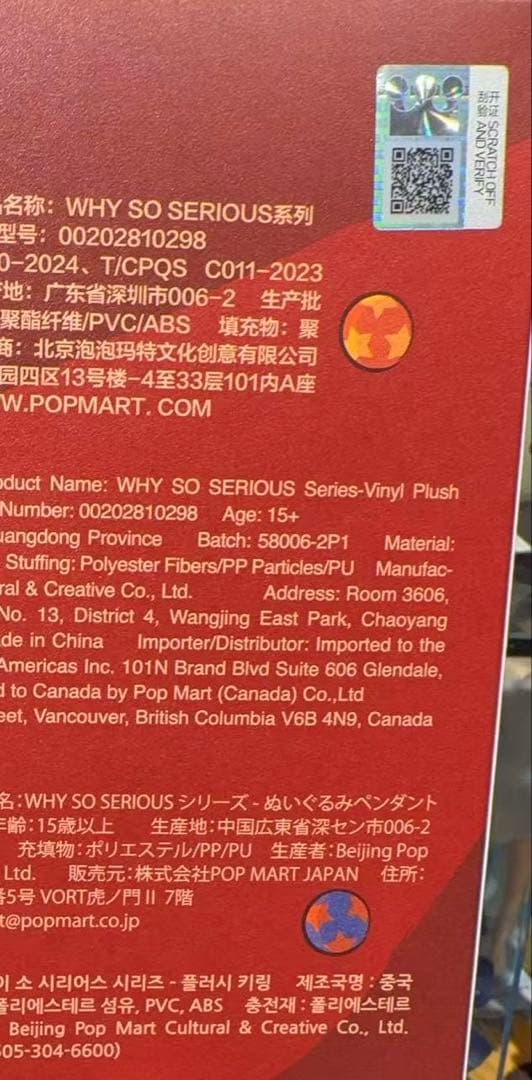 开 证 SCRATCH OFF
刮 验 AND VERIFY
名称：WHY SO SERIOUS系列
型号：00202810298
0-2024、T/CPQS C011-2023
地：广东省深圳市006-2 生产批
聚酯纤维/PVC/ABS 填充物：聚
商：北京泡泡玛特文化创意有限公司
园四区13号楼-4至33层101内A座
W.POPMART. COM
oduct Name: WHY SO SERIOUS Series-Vinyl Plush
Number: 00202810298 Age: 15+
uangdong Province Batch: 58006-2P1 Material:
Stuffing: Polyester Fibers/PP Particles/PU Manufac-
ral & Creative Co., Ltd. Address: Room 3606,
No. 13, District 4, Wangjing East Park, Chaoyang
de in China Importer/Distributor: Imported to the
Americas Inc. 101N Brand Blvd Suite 606 Glendale,
d to Canada by Pop Mart (Canada) Co.,Ltd
eet, Vancouver, British Columbia V6B 4N9, Canada
名：WHY SO SERIOUS シリーズ - ぬいぐるみペンダント
年齢：15歳以上 生産地：中国広東省深セン市006-2
充填物：ポリエステル/PP/PU 生産者：Beijing Pop
Ltd. 販売元：株式会社POP MART JAPAN 住所：
番5号 VORT虎ノ門Ⅱ 7階
t@popmart.co.jp
이 소 시리어스 시리즈 - 플러시 키링 제조국명 : 중국
폴리에스테르 섬유, PVC, ABS 충전재 : 폴리에스테르
Beijing Pop Mart Cultural & Creative Co., Ltd.
505-304-6600)